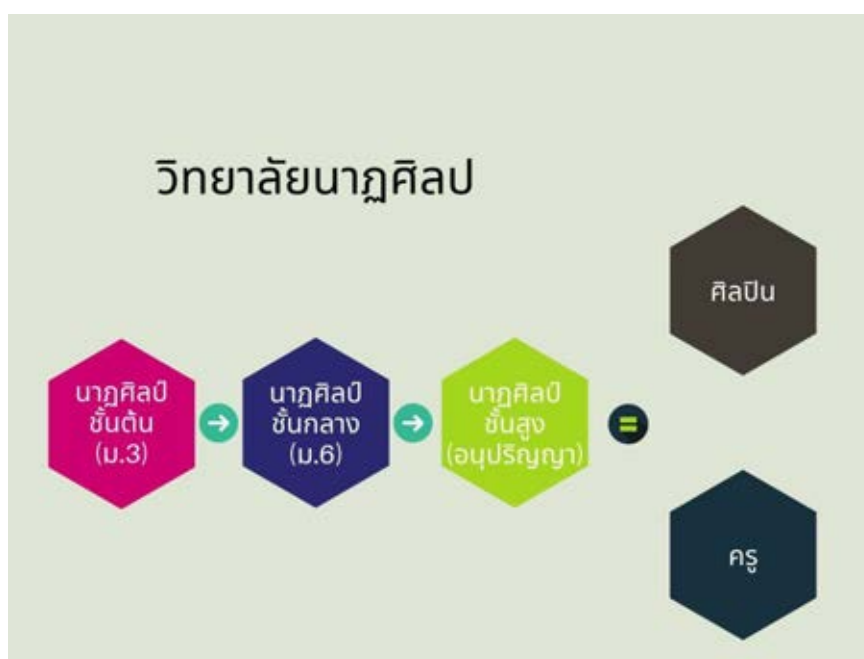 วิทยาลัยนาฏศิลป
นาฏศิลป์
ชั้นต้น
(ม.3)
นาฏศิลป์
ชั้นกลาง
(ม.6)
นาฏศิลป์
ชั้นสูง
(อนุปริญญา)
ศิลปิน
ครู